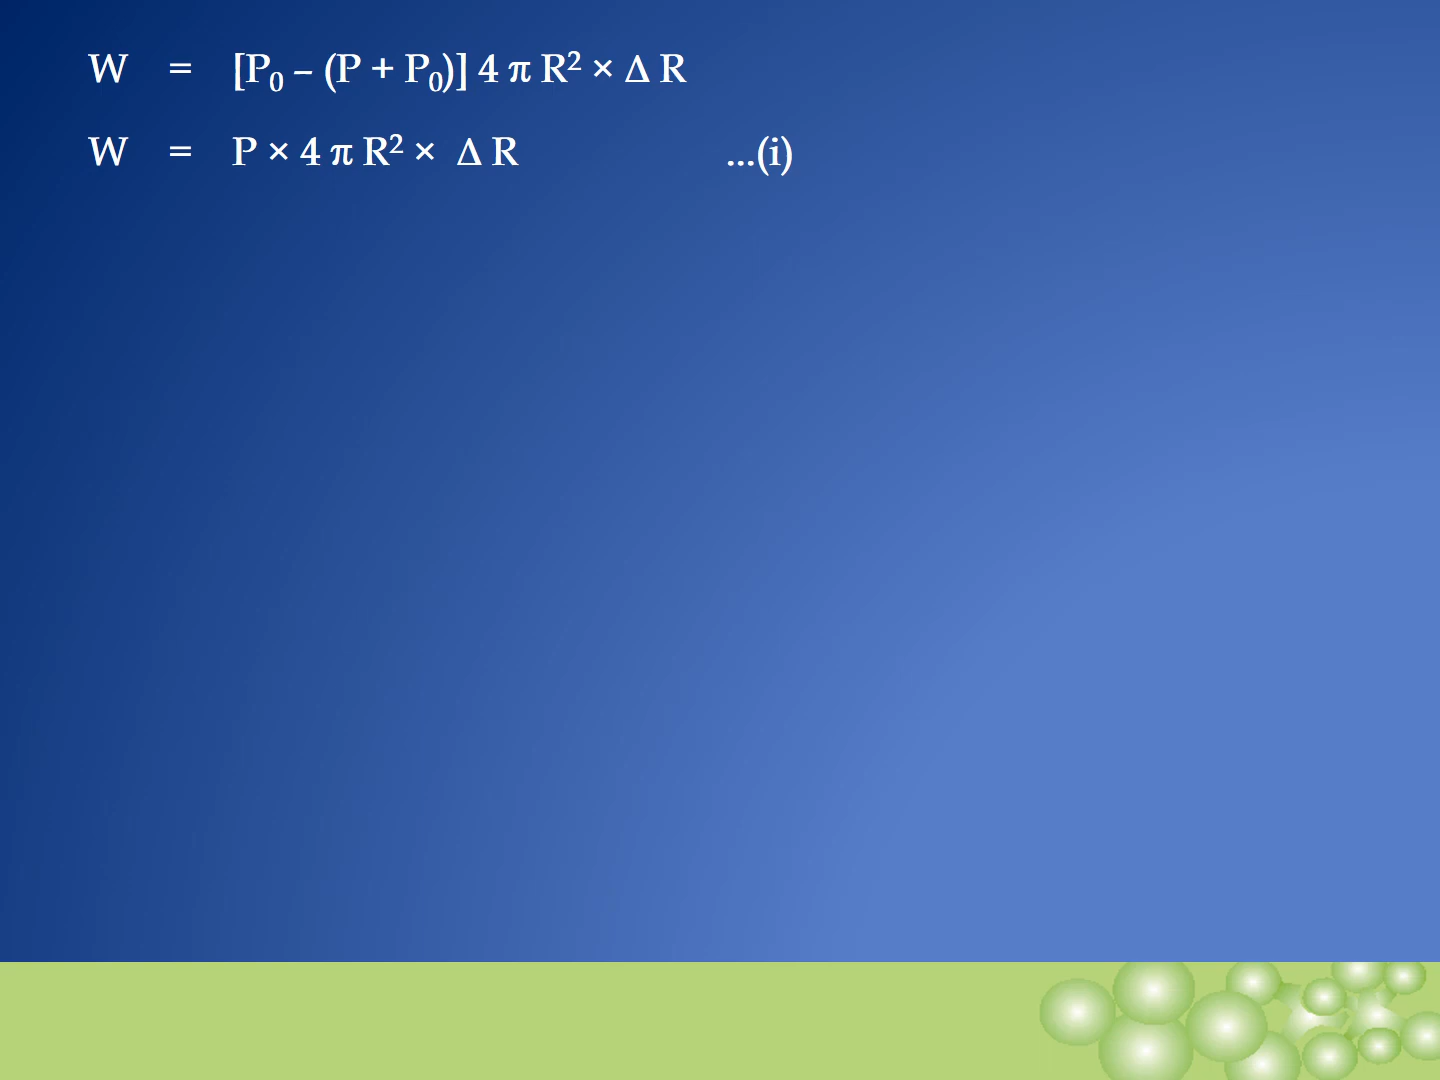 W = [P₀ – (P + P₀)] 4 π R² × Δ R
W = P × 4 π R² × Δ R ...(i)